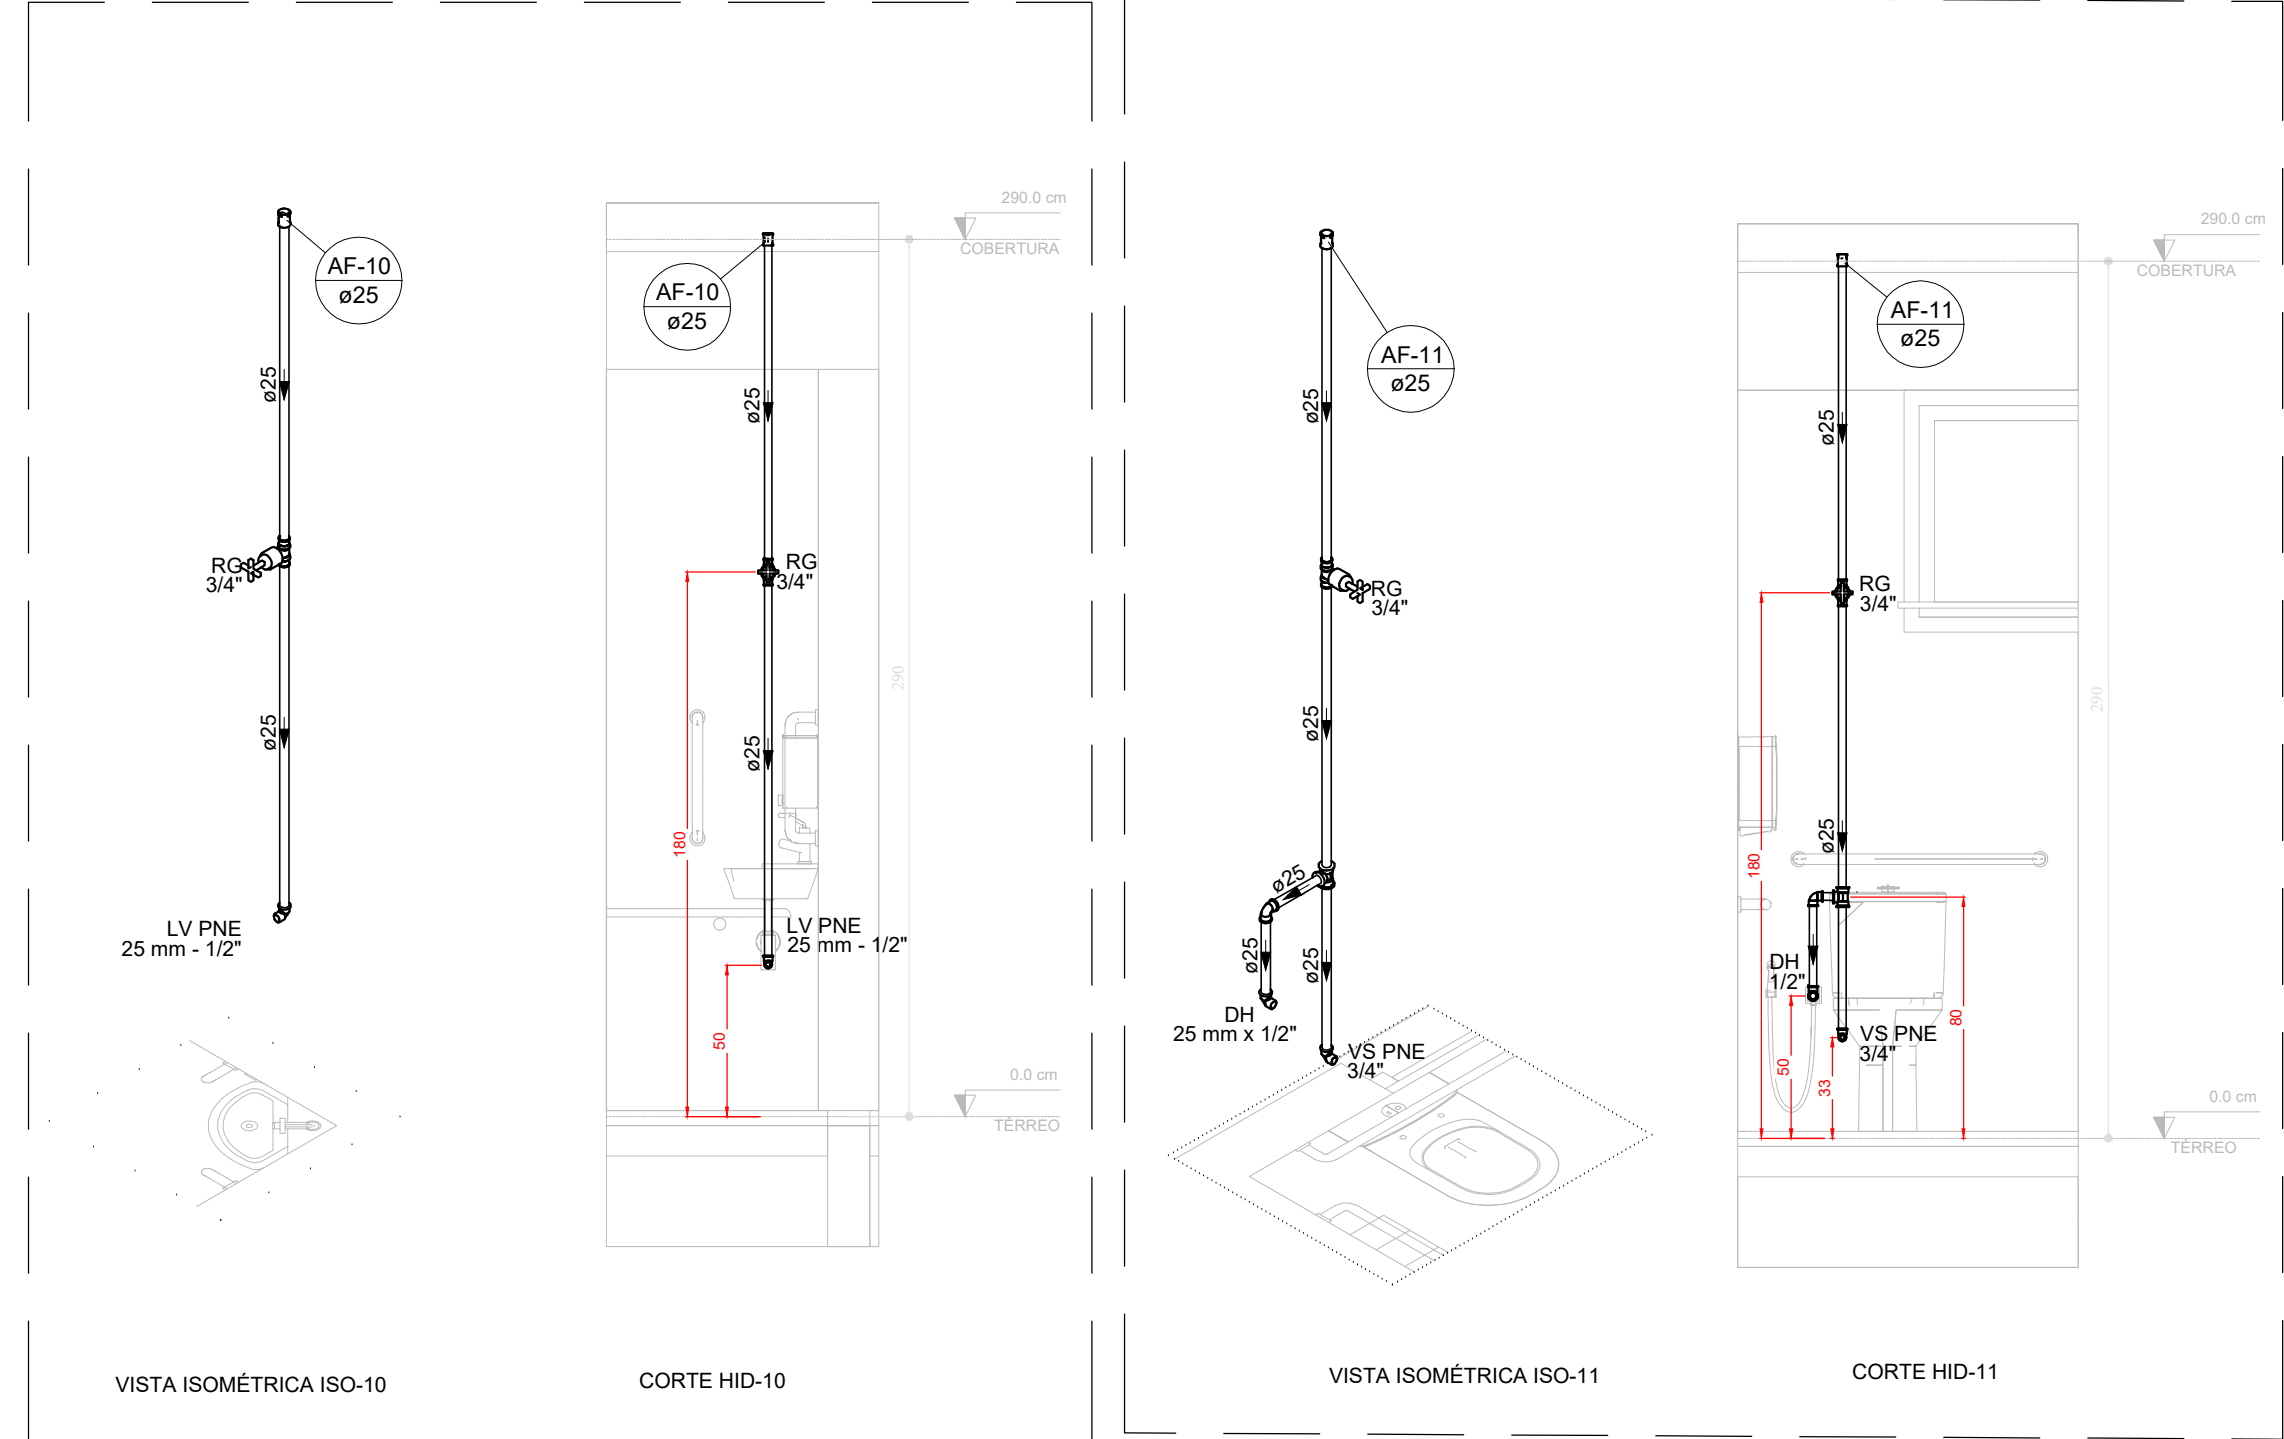 AF-10
ø25
ø25
RG
3/4"
ø25
LV PNE
25 mm - 1/2"
VISTA ISOMÉTRICA ISO-10
290.0 cm
COBERTURA
AF-10
ø25
ø25
RG
3/4"
290
ø25
180
LV PNE
25 mm - 1/2"
50
0.0 cm
TÉRREO
CORTE HID-10
AF-11
ø25
ø25
RG
3/4"
ø25
ø25
ø25
ø25
DH
25 mm x 1/2"
VS PNE
3/4"
VISTA ISOMÉTRICA ISO-11
290.0 cm
COBERTURA
AF-11
ø25
ø25
RG
3/4"
290
ø25
180
DH
1/2"
80
VS PNE
3/4"
50
33
0.0 cm
TÉRREO
CORTE HID-11